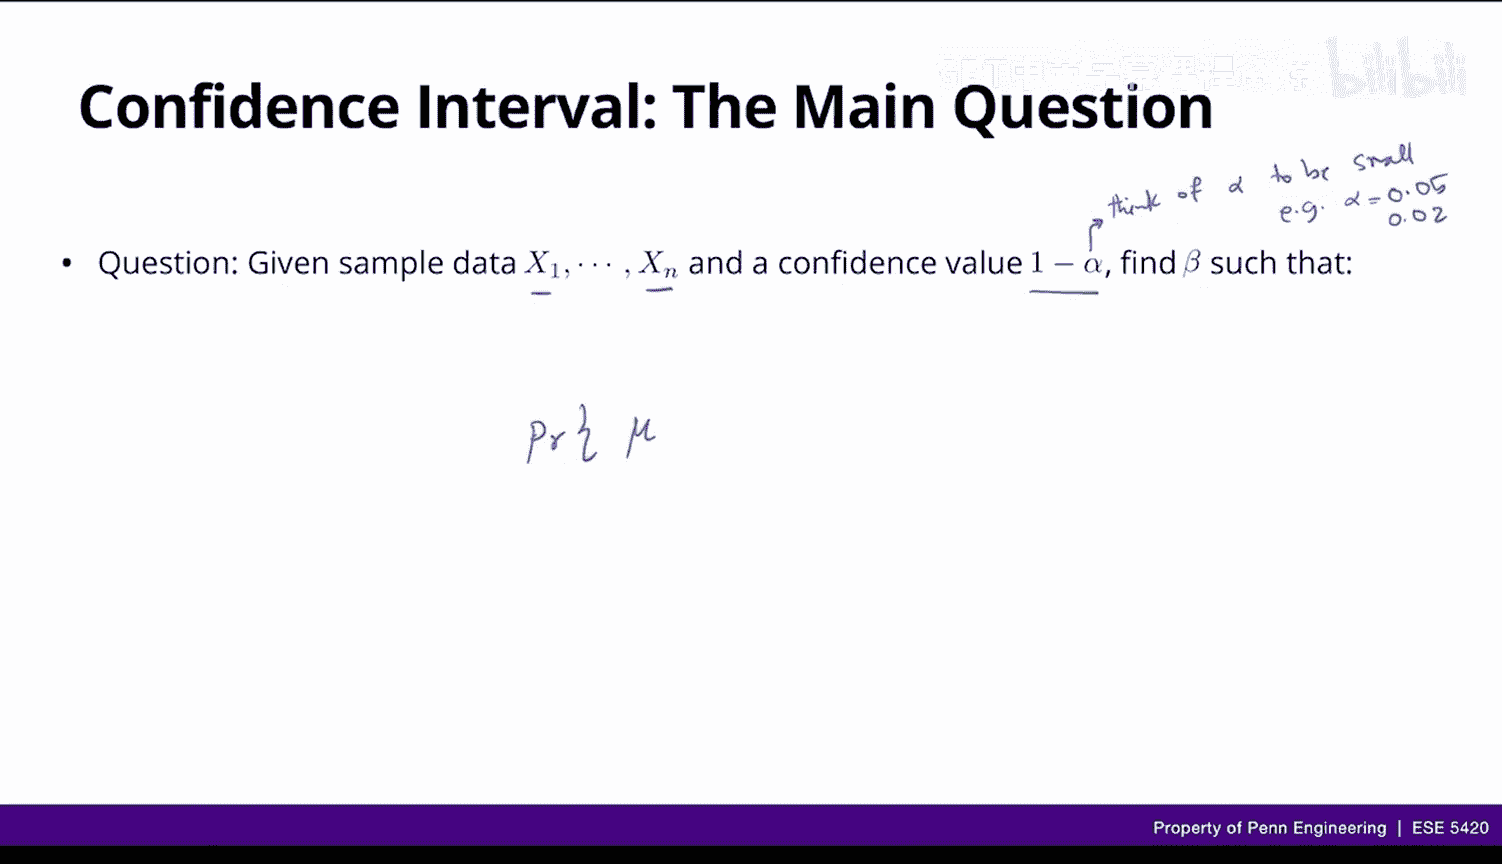 bilibili
Confidence Interval: The Main Question
think of α to be small
e.g. α = 0.05
0.02
• Question: Given sample data X₁, ⋯ , Xₙ and a confidence value 1 − α, find β such that:
Pr{ μ
Property of Penn Engineering | ESE 5420